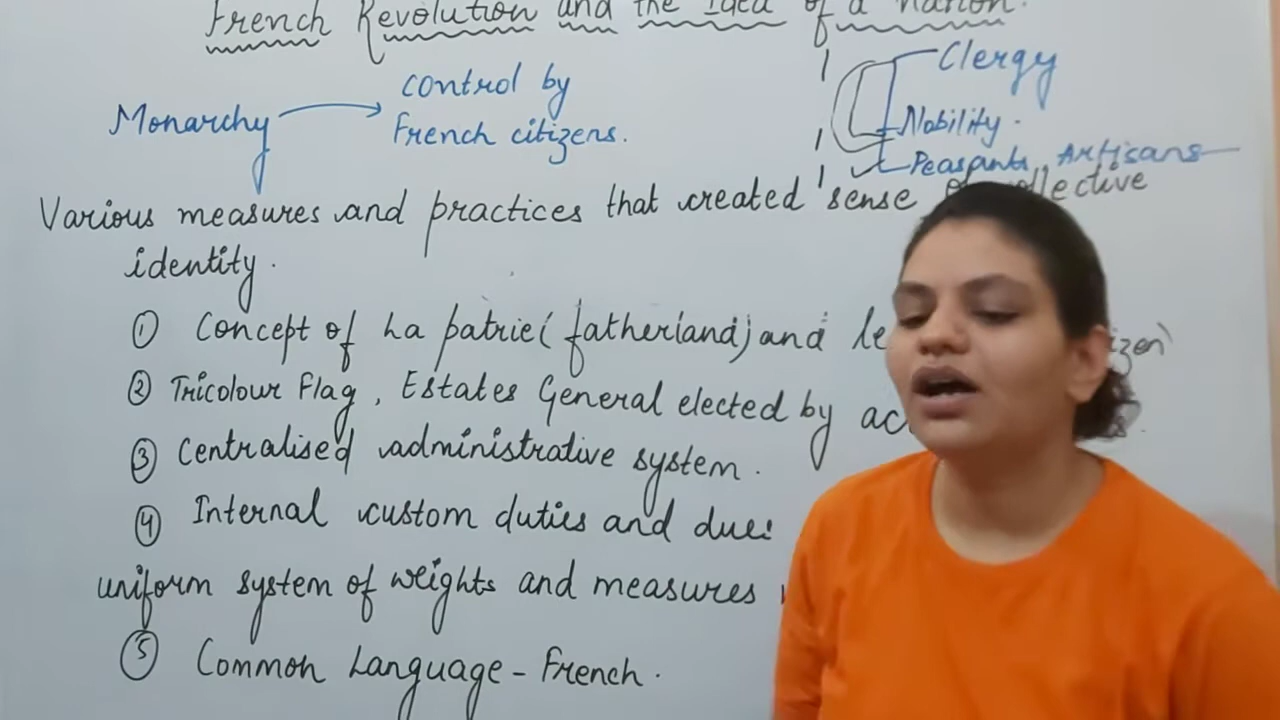 French Revolution and the Idea of a nation.
Monarchy → control by
French citizens.
Clergy
Nobility.
Peasants, Artisans
Various measures and practices that created sense collective
identity.
① Concept of La patrie (fatherland) and le
② Tricolour Flag, Estates General elected by
③ Centralised administrative system.
④ Internal custom duties and dues
uniform system of weights and measures
⑤ Common Language - French.